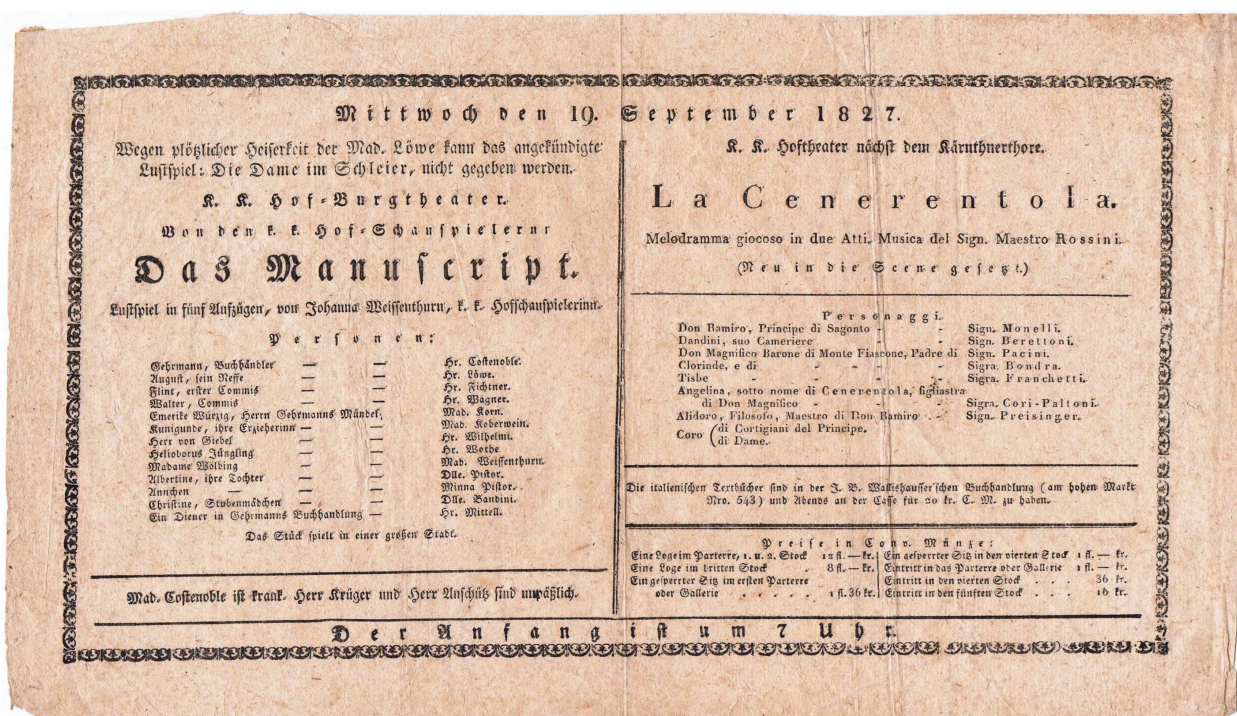 Mittwoch den 19. September 1827.
Wegen plötzlicher Heiserkeit der Mad. Löwe kann das angekündigte
Lustspiel: Die Dame im Schleier, nicht gegeben werden.
K. K. Hof-Burgtheater.
Von den k. k. Hof-Schauspielern:
Das Manuscript.
Lustspiel in fünf Aufzügen, von Johanna Weissenthurn, k. k. Hofschauspielerinn.
Personen:
Gehrmann, Buchhändler — — Hr. Costenoble.
August, sein Neffe — — Hr. Löwe.
Flint, erster Commis — — Hr. Fichtner.
Walter, Commis — — Hr. Wagner.
Emerike Würzig, Herrn Gehrmanns Mündel, Mad. Korn.
Kunigunde, ihre Erzieherinn — — Mad. Koberwein.
Herr von Giebel — — Hr. Wilhelmi.
Heliodorus Jüngling — — Hr. Wothe
Madame Wölbing — — Mad. Weissenthurn.
Albertine, ihre Tochter — — Dlle. Pistor.
Ännchen — — — Minna Pistor.
Christine, Stubenmädchen — — Dlle. Bandini.
Ein Diener in Gehrmanns Buchhandlung — Hr. Mittell.
Das Stück spielt in einer großen Stadt.
Mad. Costenoble ist krank. Herr Krüger und Herr Anschütz sind unpäßlich.
K. K. Hoftheater nächst dem Kärnthnerthore.
La Cenerentola.
Melodramma giocoso in due Atti. Musica del Sign. Maestro Rossini.
(Neu in die Scene gesetzt.)
Personaggi.
Don Ramiro, Principe di Sagonto - - Sign. Monelli.
Dandini, suo Cameriere - - Sign. Berettoni.
Don Magnifico Barone di Monte Fiascone, Padre di Sign. Pacini.
Clorinde, e di - - - Sigra. Bondra.
Tisbe - - - - - Sigra. Franchetti.
Angelina, sotto nome di Cenerentola, figliastra
di Don Magnifico - - - Sigra. Cori-Paltoni.
Alidoro, Filosofo, Maestro di Don Ramiro - - Sign. Preisinger.
Coro (di Cortigiani del Principe.
di Dame.
Die italienischen Textbücher sind in der J. B. Wallishausser'schen Buchhandlung (am hohen Markt
Nro. 543) und Abends an der Casse für 20 kr. C. M. zu haben.
Preise in Conv. Münze:
Eine Loge im Parterre, 1. u. 2. Stock 12 fl. — kr.
Eine Loge im dritten Stock . 8 fl. — kr.
Ein gesperrter Sitz im ersten Parterre
oder Gallerie . . . . . 1 fl. 36 kr.
Ein gesperrter Sitz in den vierten Stock 1 fl. — kr.
Eintritt in das Parterre oder Gallerie 1 fl. — kr.
Eintritt in den vierten Stock . . . 36 kr.
Eintritt in den fünften Stock . . . 16 kr.
Der Anfang ist um 7 Uhr.